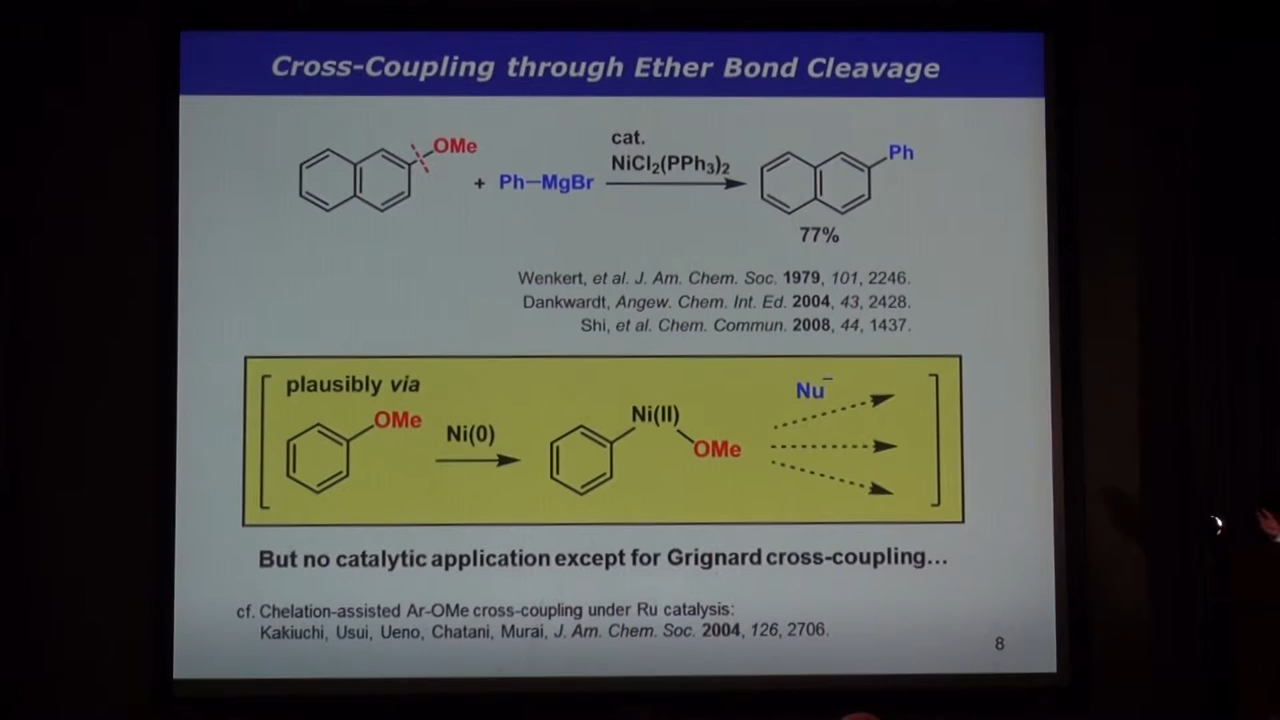 Cross-Coupling through Ether Bond Cleavage
OMe
+ Ph–MgBr
cat.
NiCl2(PPh3)2
Ph
77%
Wenkert, et al. J. Am. Chem. Soc. 1979, 101, 2246.
Dankwardt, Angew. Chem. Int. Ed. 2004, 43, 2428.
Shi, et al. Chem. Commun. 2008, 44, 1437.
plausibly via
OMe
Ni(0)
Ni(II)
OMe
Nu−
But no catalytic application except for Grignard cross-coupling…
cf. Chelation-assisted Ar-OMe cross-coupling under Ru catalysis:
Kakiuchi, Usui, Ueno, Chatani, Murai, J. Am. Chem. Soc. 2004, 126, 2706.
8